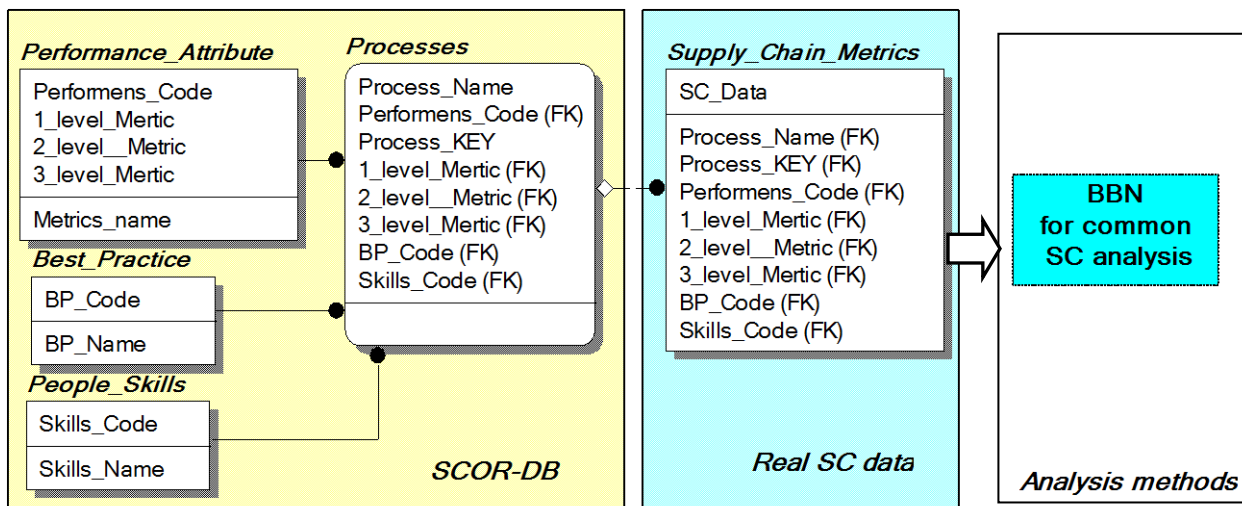 Performance_Attribute
Performens_Code
1_level_Mertic
2_level__Metric
3_level_Mertic
Metrics_name
Best_Practice
BP_Code
BP_Name
People_Skills
Skills_Code
Skills_Name
Processes
Process_Name
Performens_Code (FK)
Process_KEY
1_level_Mertic (FK)
2_level__Metric (FK)
3_level_Mertic (FK)
BP_Code (FK)
Skills_Code (FK)
SCOR-DB
Supply_Chain_Metrics
SC_Data
Process_Name (FK)
Process_KEY (FK)
Performens_Code (FK)
1_level_Mertic (FK)
2_level__Metric (FK)
3_level_Mertic (FK)
BP_Code (FK)
Skills_Code (FK)
Real SC data
BBN
for common
SC analysis
Analysis methods